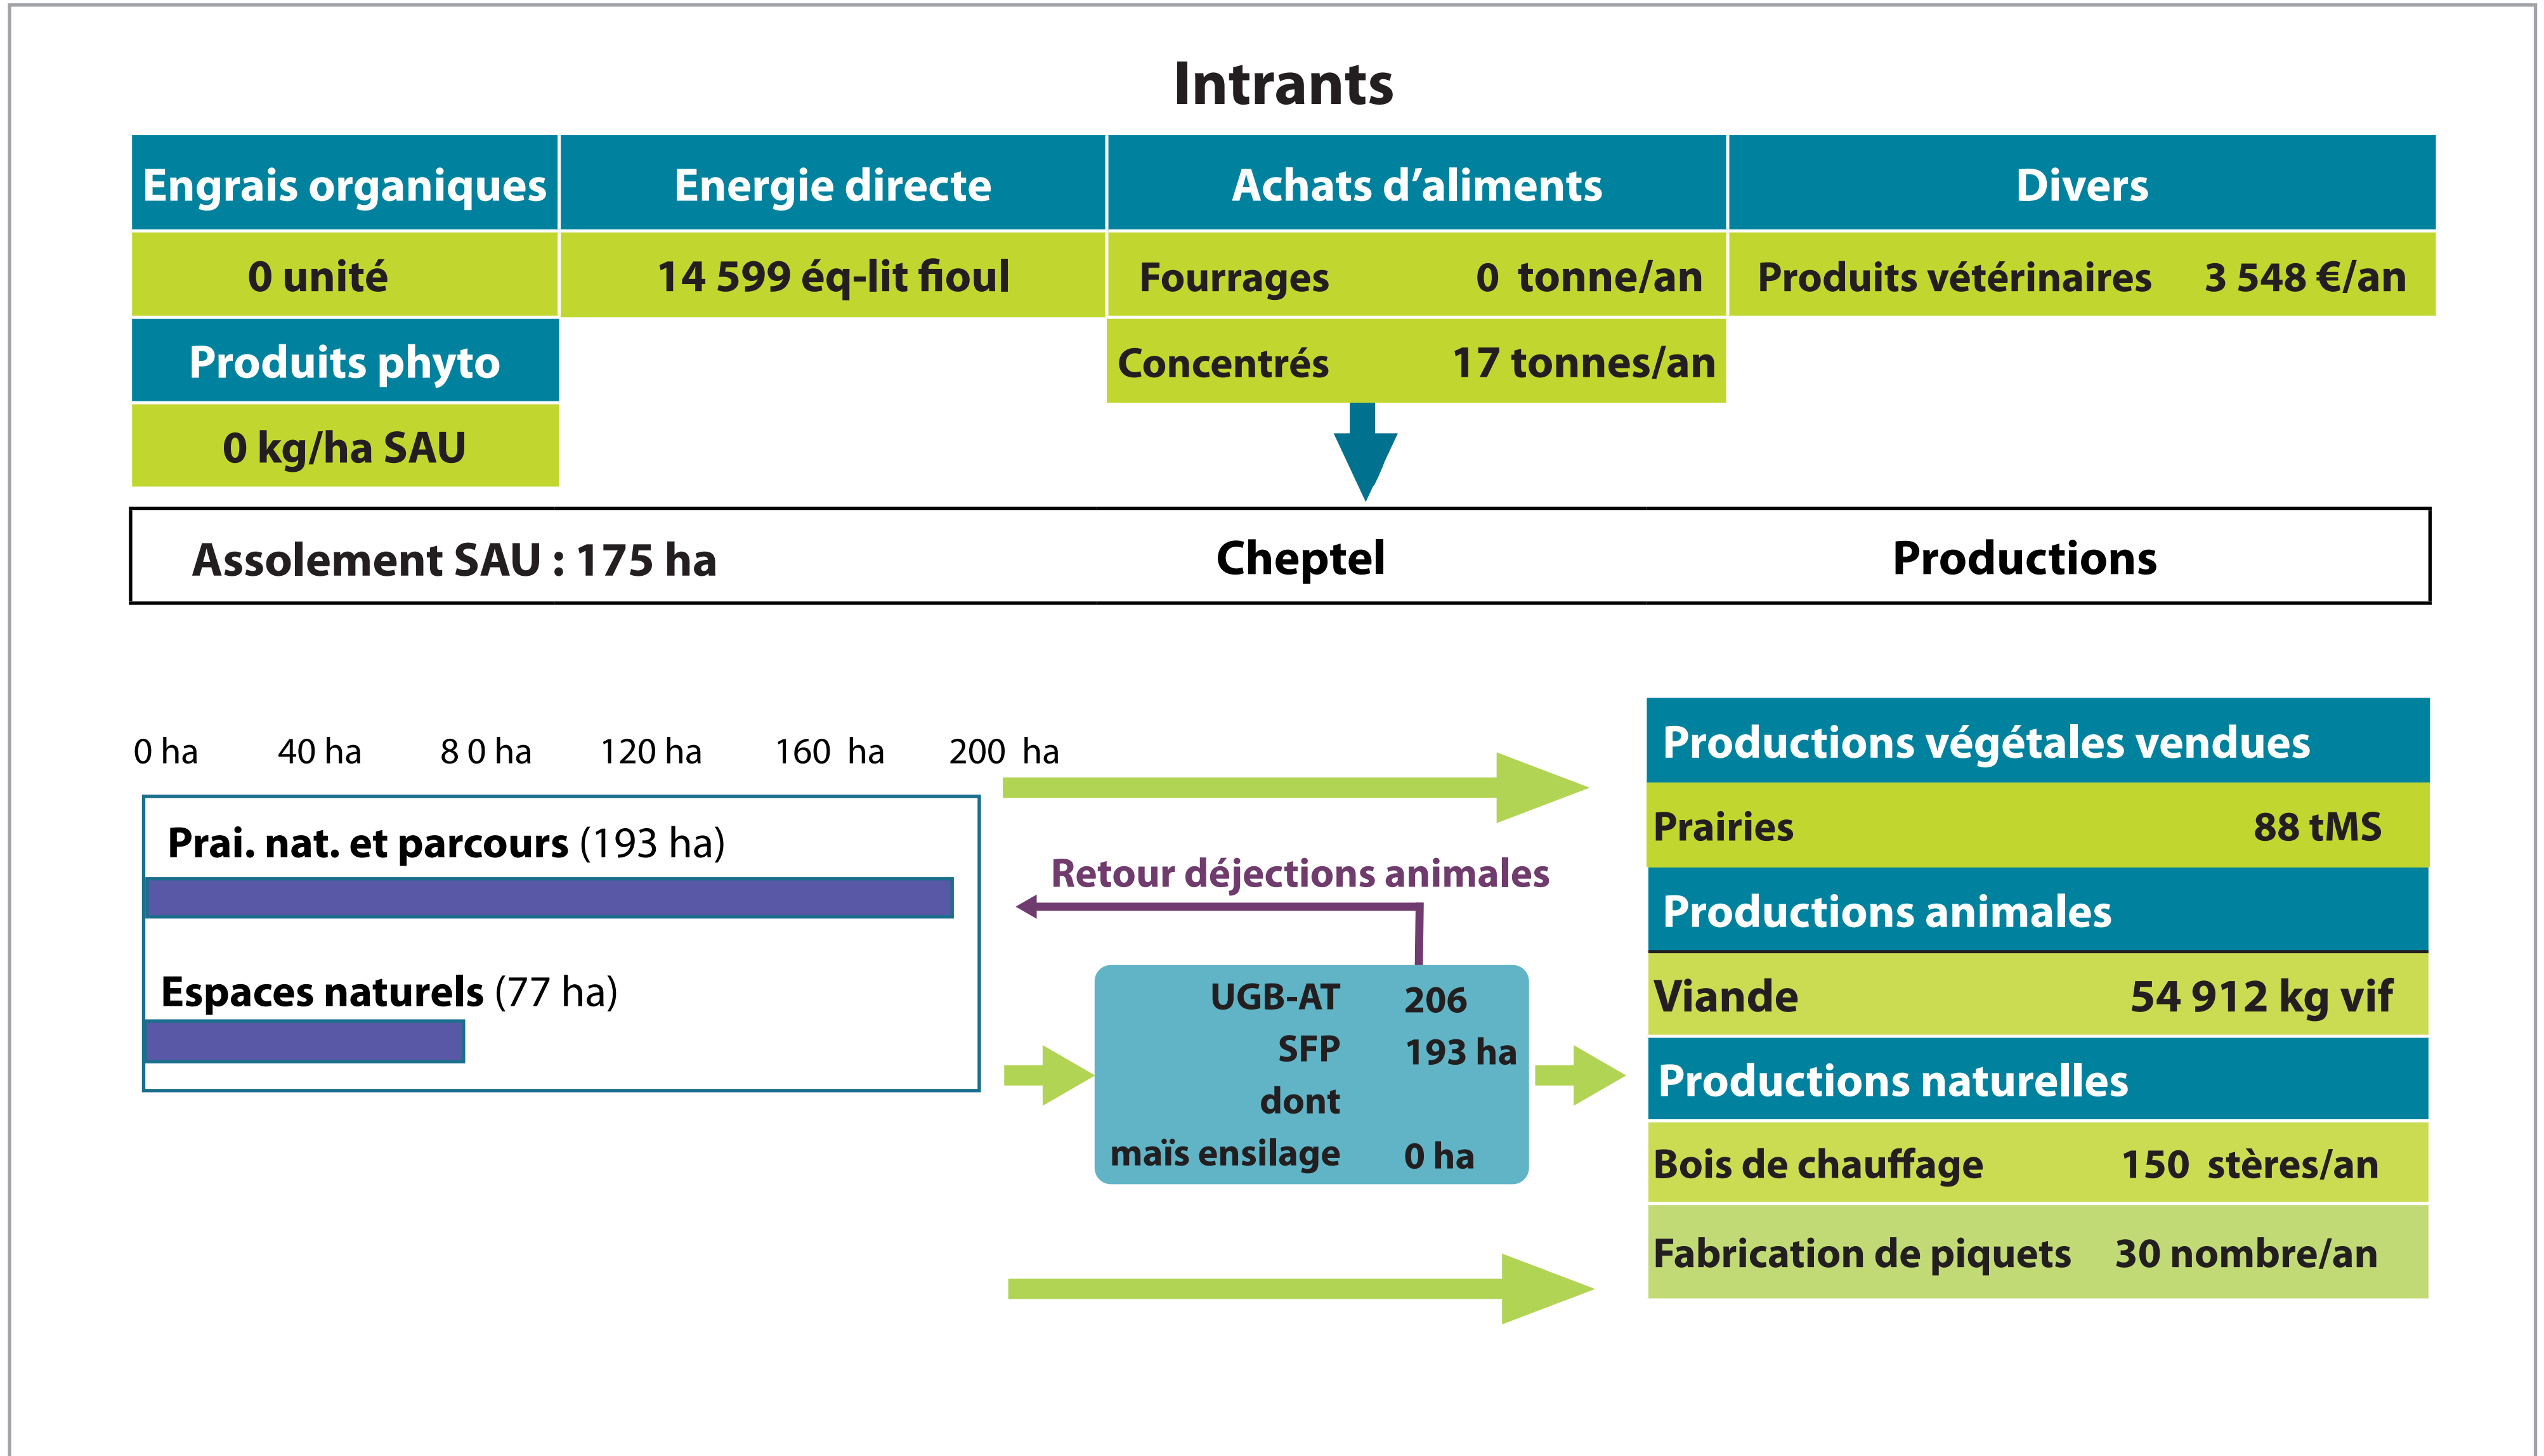 Intrants
Engrais organiques Energie directe Achats d’aliments Divers
0 unité 14 599 éq-lit fioul Fourrages 0 tonne/an Produits vétérinaires 3 548 €/an
Produits phyto Concentrés 17 tonnes/an
0 kg/ha SAU
Assolement SAU : 175 ha Cheptel Productions
0 ha 40 ha 8 0 ha 120 ha 160 ha 200 ha
Prai. nat. et parcours (193 ha)
Espaces naturels (77 ha)
Retour déjections animales
UGB-AT 206
SFP 193 ha
dont
maïs ensilage 0 ha
Productions végétales vendues
Prairies 88 tMS
Productions animales
Viande 54 912 kg vif
Productions naturelles
Bois de chauffage 150 stères/an
Fabrication de piquets 30 nombre/an